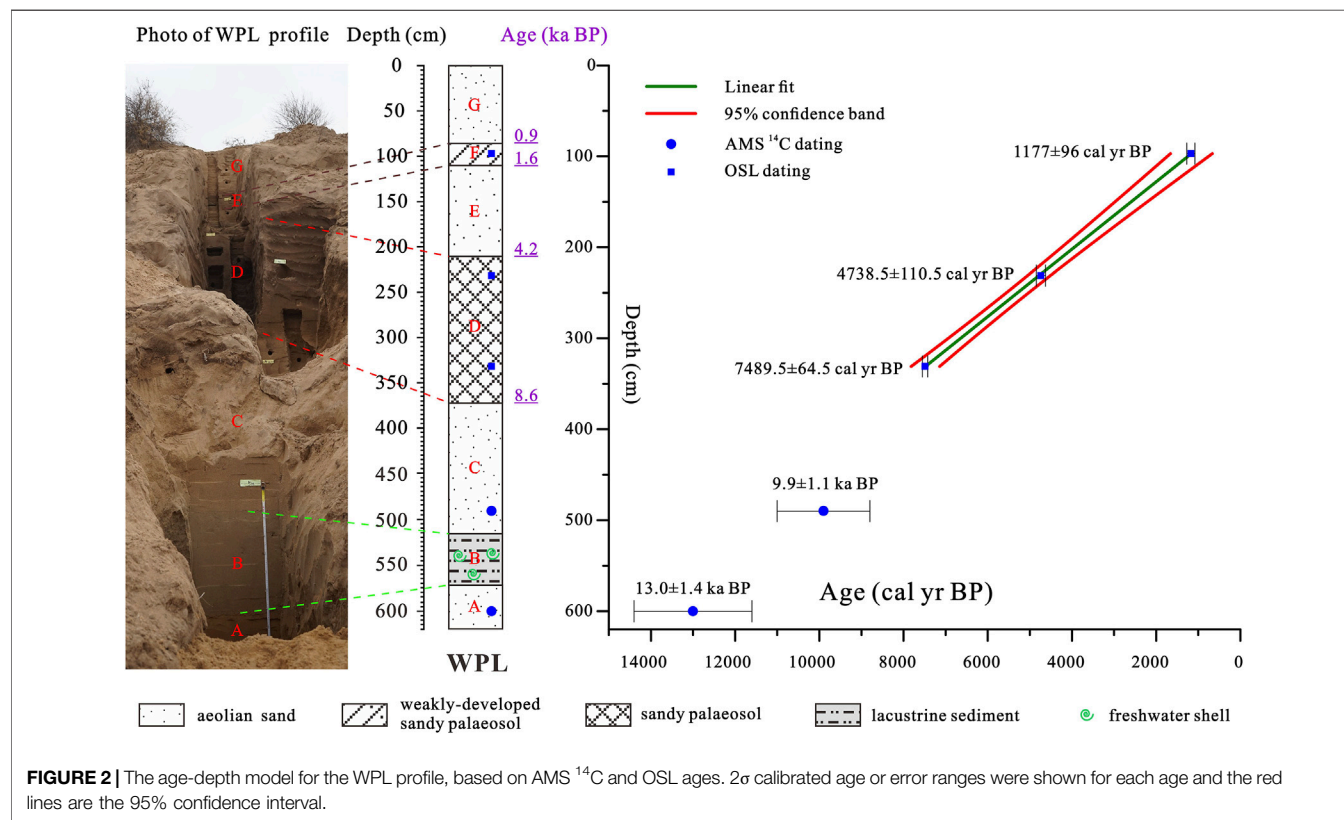 Photo of WPL profile
Depth (cm)
Age (ka BP)
0
50
100
150
200
250
300
350
400
450
500
550
600
G
F
E
D
C
B
A
WPL
0.9
1.6
4.2
8.6
G
F
D
C
B
A
0
100
200
300
400
500
600
Depth (cm)
Linear fit
95% confidence band
AMS ¹⁴C dating
OSL dating
1177±96 cal yr BP
4738.5±110.5 cal yr BP
7489.5±64.5 cal yr BP
9.9±1.1 ka BP
13.0±1.4 ka BP
Age (cal yr BP)
14000 12000 10000 8000 6000 4000 2000 0
aeolian sand
weakly-developed
sandy palaeosol
sandy palaeosol
lacustrine sediment
freshwater shell
FIGURE 2 | The age-depth model for the WPL profile, based on AMS ¹⁴C and OSL ages. 2σ calibrated age or error ranges were shown for each age and the red
lines are the 95% confidence interval.